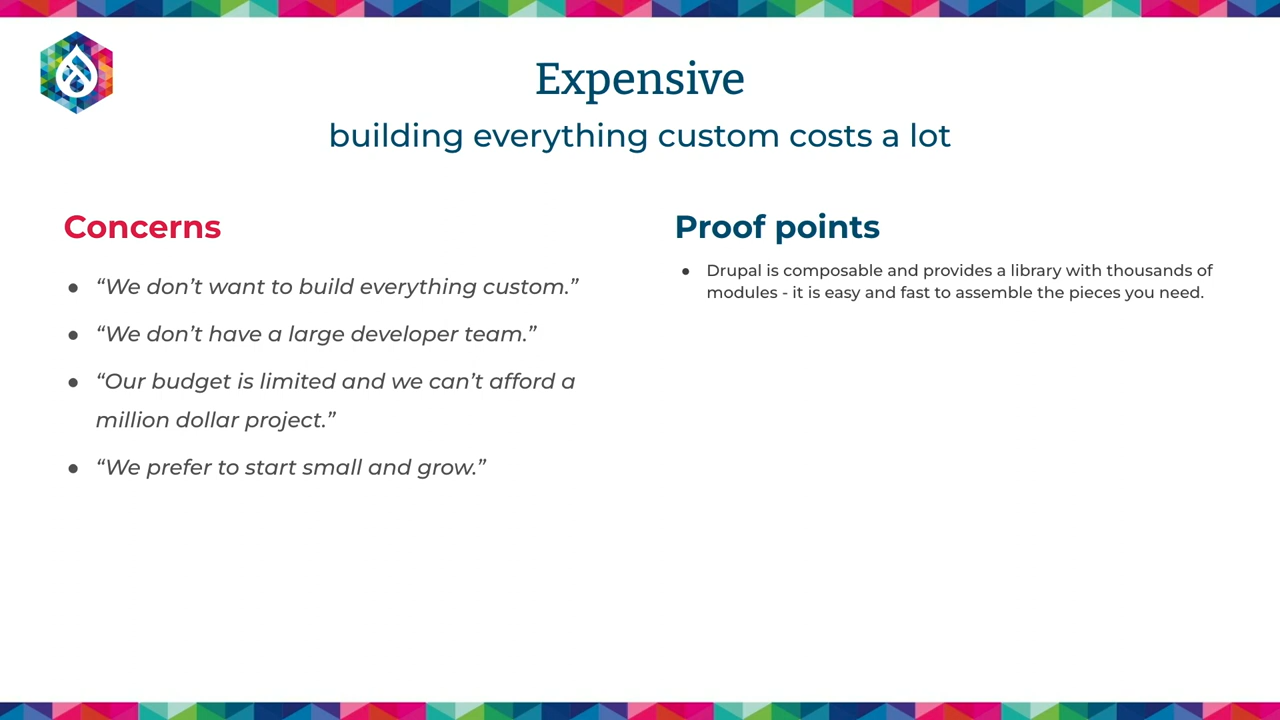 Expensive
building everything custom costs a lot
Concerns
● “We don’t want to build everything custom.”
● “We don’t have a large developer team.”
● “Our budget is limited and we can’t afford a
million dollar project.”
● “We prefer to start small and grow.”
Proof points
● Drupal is composable and provides a library with thousands of
modules - it is easy and fast to assemble the pieces you need.